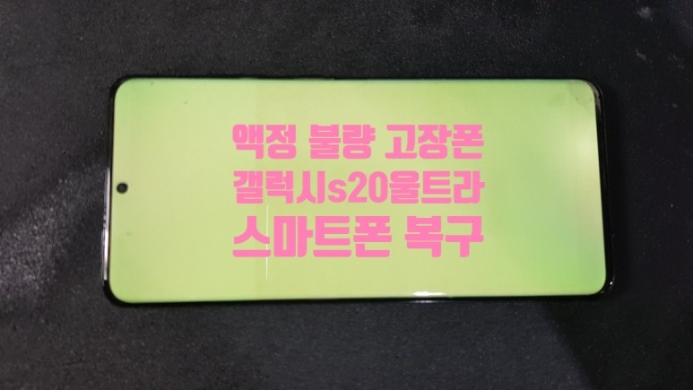 액정 불량 고장폰
갤럭시s20울트라
스마트폰 복구